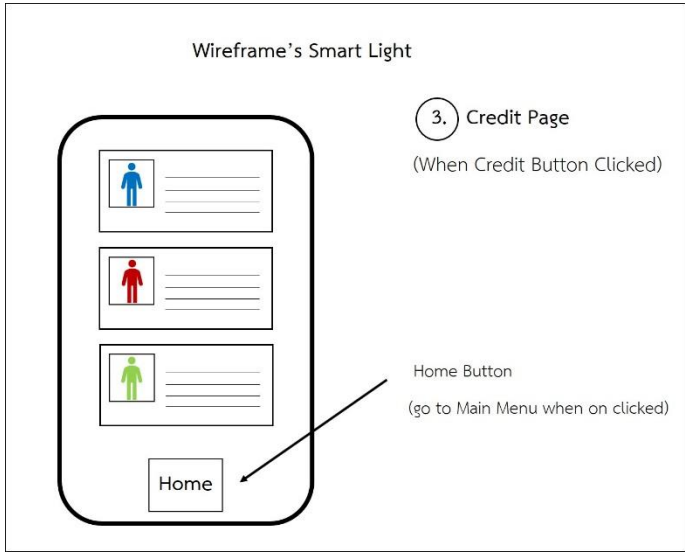 Wireframe's Smart Light
3. Credit Page
(When Credit Button Clicked)
Home Button
(go to Main Menu when on clicked)
Home